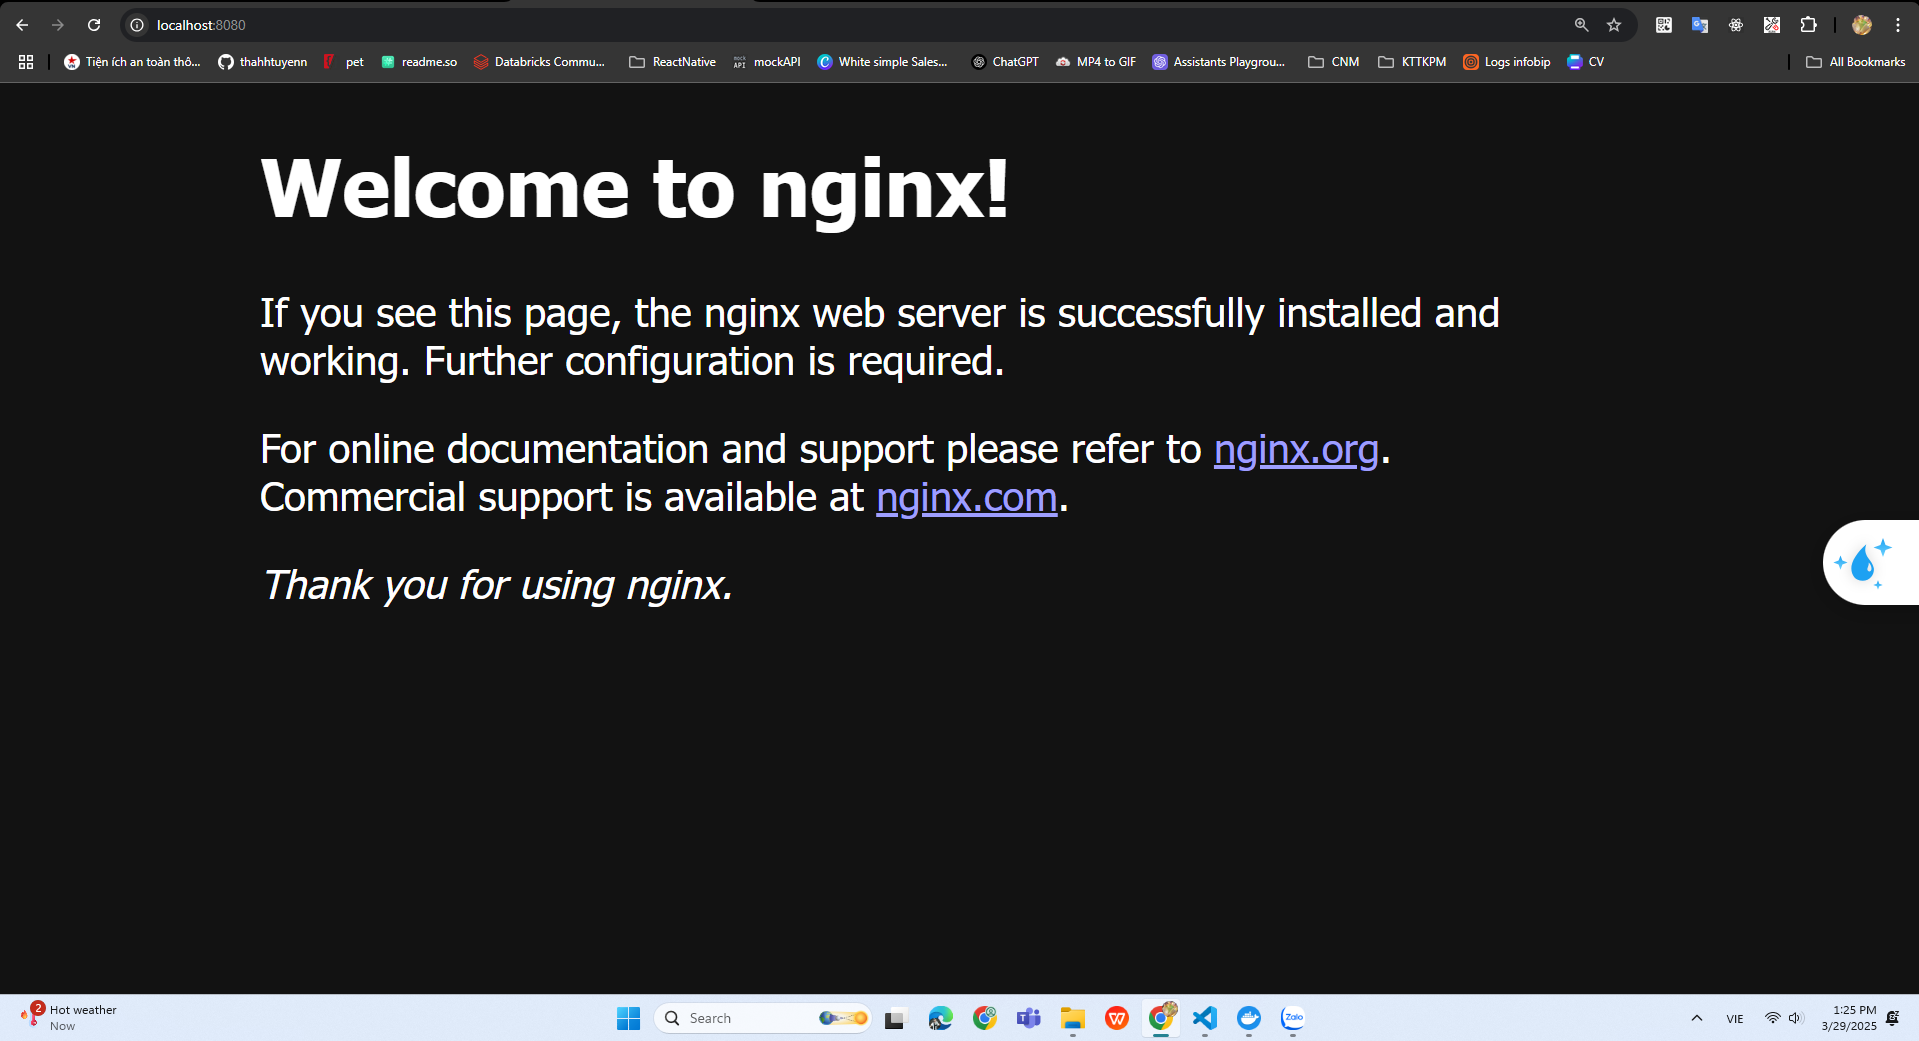 localhost:8080
Tiện ích an toàn thô... thahhtuyenn pet readme.so Databricks Commu... ReactNative mock API mockAPI White simple Sales... ChatGPT MP4 to GIF Assistants Playgrou... CNM KTTKPM Logs infobip CV All Bookmarks
Welcome to nginx!
If you see this page, the nginx web server is successfully installed and
working. Further configuration is required.
For online documentation and support please refer to nginx.org.
Commercial support is available at nginx.com.
Thank you for using nginx.
2 Hot weather
Now
Search
Zalo
VIE
1:25 PM
3/29/2025